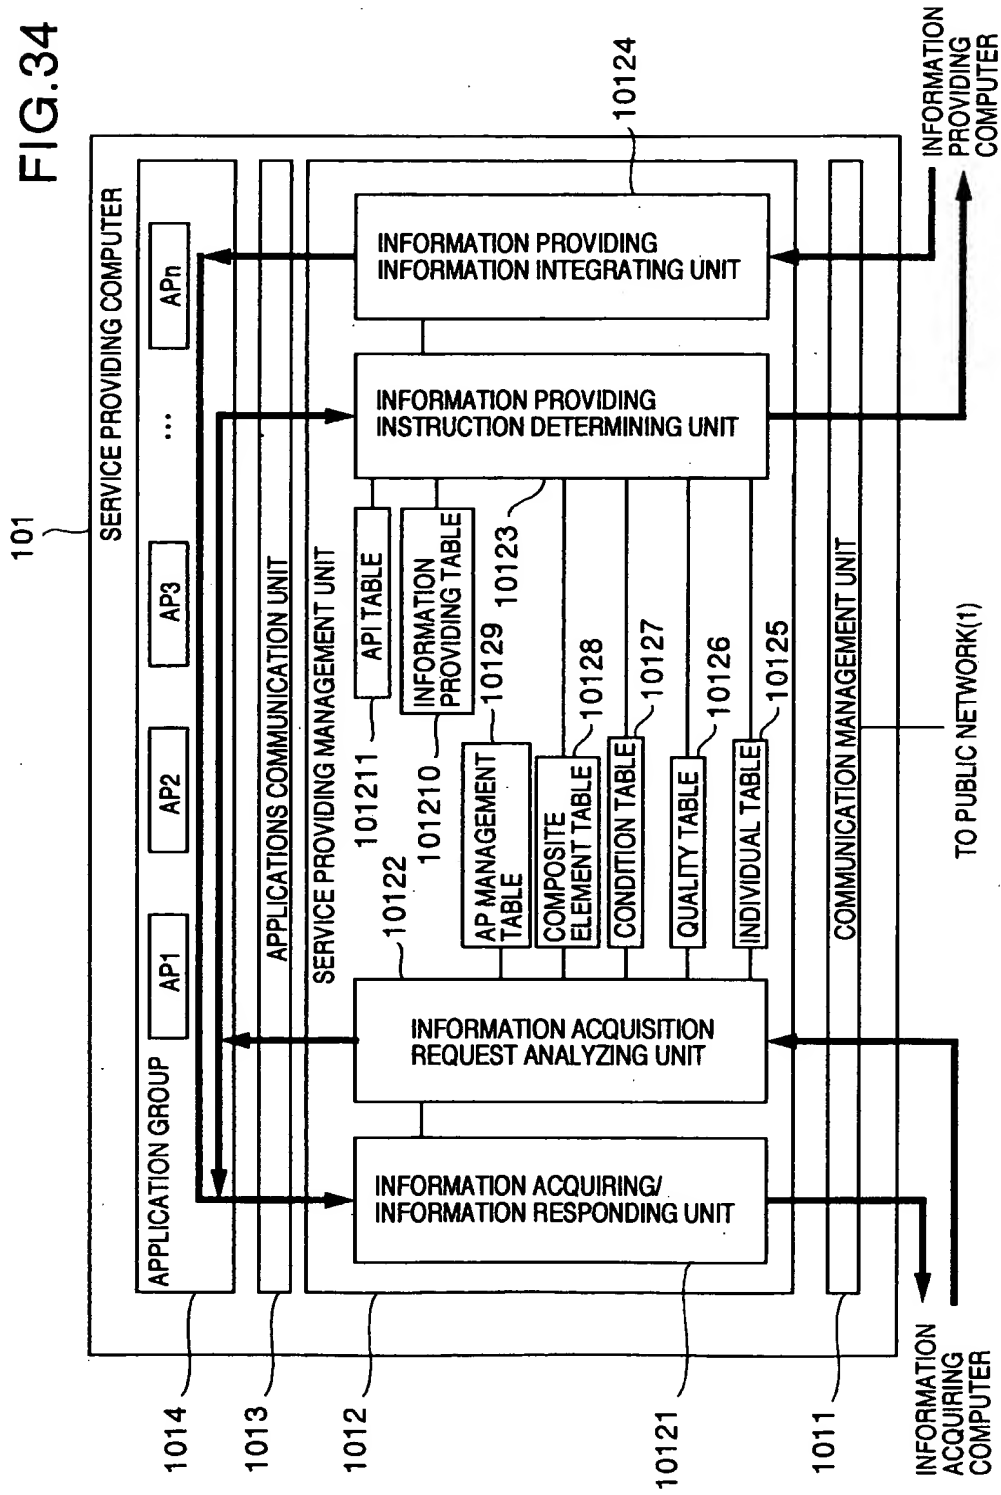 FIG.34
101
SERVICE PROVIDING COMPUTER
1014
APPLICATION GROUP
AP1
AP2
AP3
...
APn
1013
APPLICATIONS COMMUNICATION UNIT
1012
SERVICE PROVIDING MANAGEMENT UNIT
10121
INFORMATION ACQUIRING/
INFORMATION RESPONDING UNIT
10122
INFORMATION ACQUISITION
REQUEST ANALYZING UNIT
101211
API TABLE
101210
INFORMATION
PROVIDING TABLE
AP MANAGEMENT
TABLE
10129
COMPOSITE
ELEMENT TABLE
10128
CONDITION TABLE
10127
QUALITY TABLE
10126
INDIVIDUAL TABLE
10125
10123
INFORMATION PROVIDING
INSTRUCTION DETERMINING UNIT
10124
INFORMATION PROVIDING
INFORMATION INTEGRATING UNIT
1011
COMMUNICATION MANAGEMENT UNIT
INFORMATION
ACQUIRING
COMPUTER
TO PUBLIC NETWORK(1)
INFORMATION
PROVIDING
COMPUTER